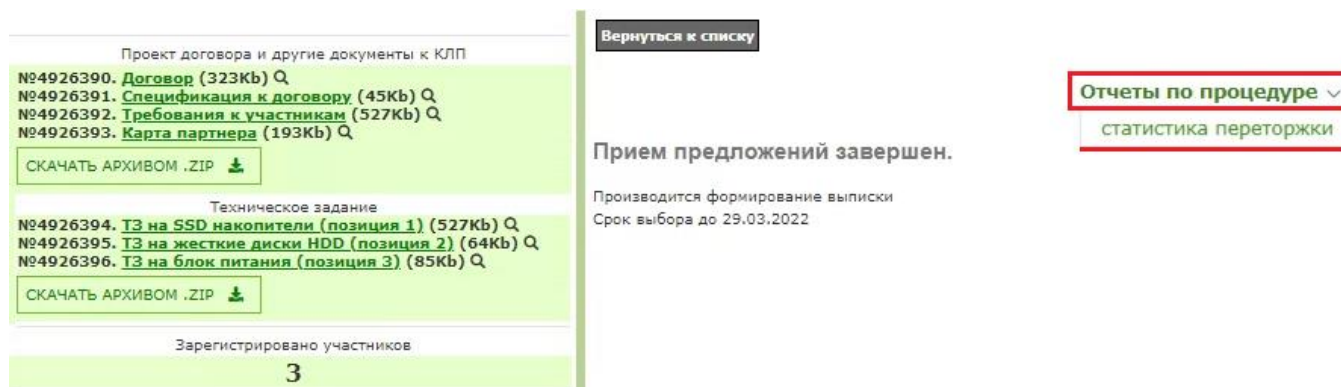 Проект договора и другие документы к КЛП
№4926390. Договор (323Kb)
№4926391. Спецификация к договору (45Kb)
№4926392. Требования к участникам (527Kb)
№4926393. Карта партнера (193Kb)
СКАЧАТЬ АРХИВОМ .ZIP
Техническое задание
№4926394. ТЗ на SSD накопители (позиция 1) (527Kb)
№4926395. ТЗ на жесткие диски HDD (позиция 2) (64Kb)
№4926396. ТЗ на блок питания (позиция 3) (85Kb)
СКАЧАТЬ АРХИВОМ .ZIP
Зарегистрировано участников
3
Вернуться к списку
Отчеты по процедуре
статистика переторжки
Прием предложений завершен.
Производится формирование выписки
Срок выбора до 29.03.2022